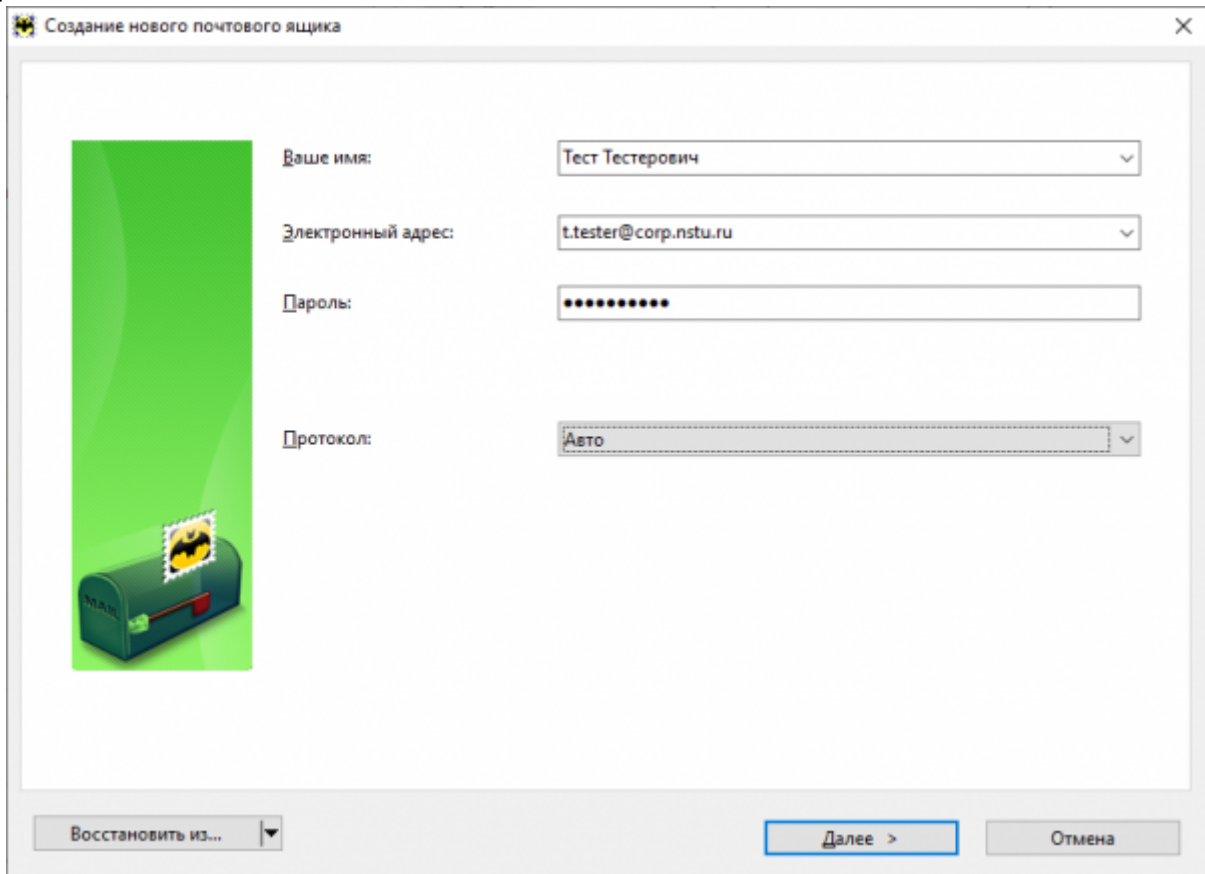 Создание нового почтового ящика
Ваше имя: Тест Тестерович
Электронный адрес: t.tester@corp.nstu.ru
Пароль: ••••••••••
Протокол: Авто
MAIL
Восстановить из... Далее > Отмена